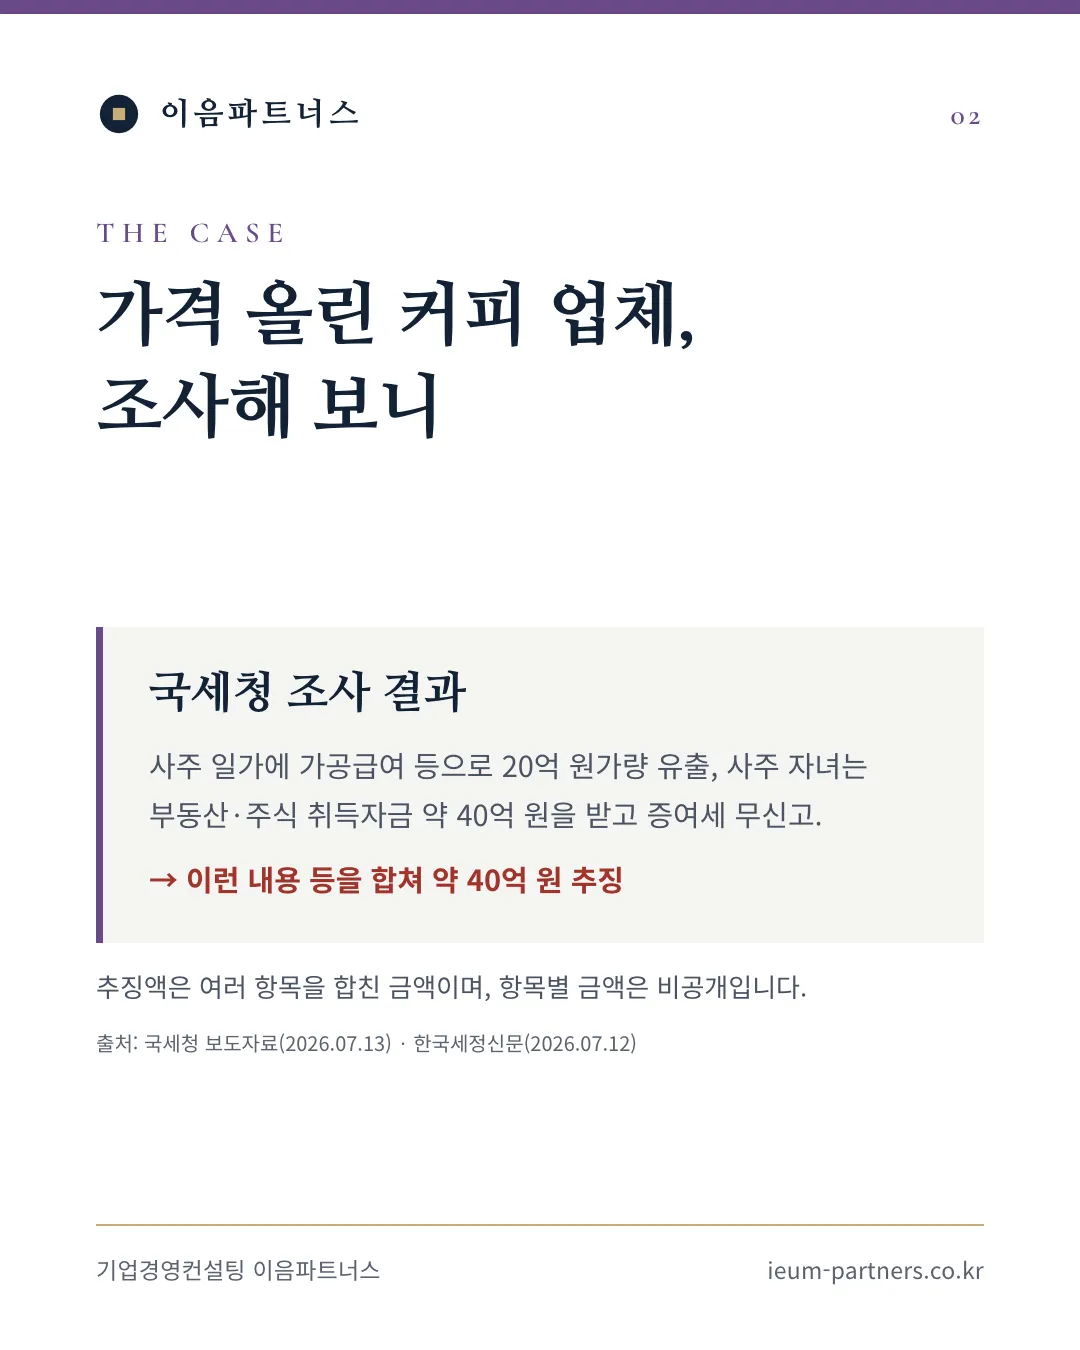 이음파트너스
02
THE CASE
가격 올린 커피 업체,
조사해 보니
국세청 조사 결과
사주 일가에 가공급여 등으로 20억 원가량 유출, 사주 자녀는
부동산·주식 취득자금 약 40억 원을 받고 증여세 무신고.
→ 이런 내용 등을 합쳐 약 40억 원 추징
추징액은 여러 항목을 합친 금액이며, 항목별 금액은 비공개입니다.
출처: 국세청 보도자료(2026.07.13) · 한국세정신문(2026.07.12)
기업경영컨설팅 이음파트너스
ieum-partners.co.kr